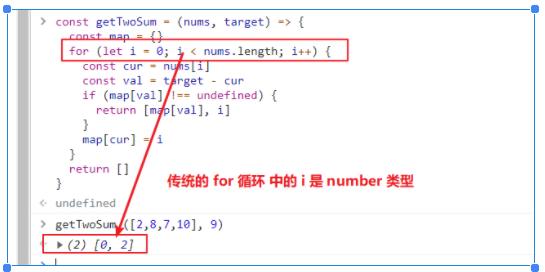 > const getTwoSum = (nums, target) => {
const map = {}
for (let i = 0; i < nums.length; i++) {
const cur = nums[i]
const val = target - cur
if (map[val] !== undefined) {
return [map[val], i]
}
map[cur] = i
}
return []
}
传统的 for 循环 中的 i 是 number 类型
< undefined
> getTwoSum ([2,8,7,10], 9)
< ▶ (2) [0, 2]
>